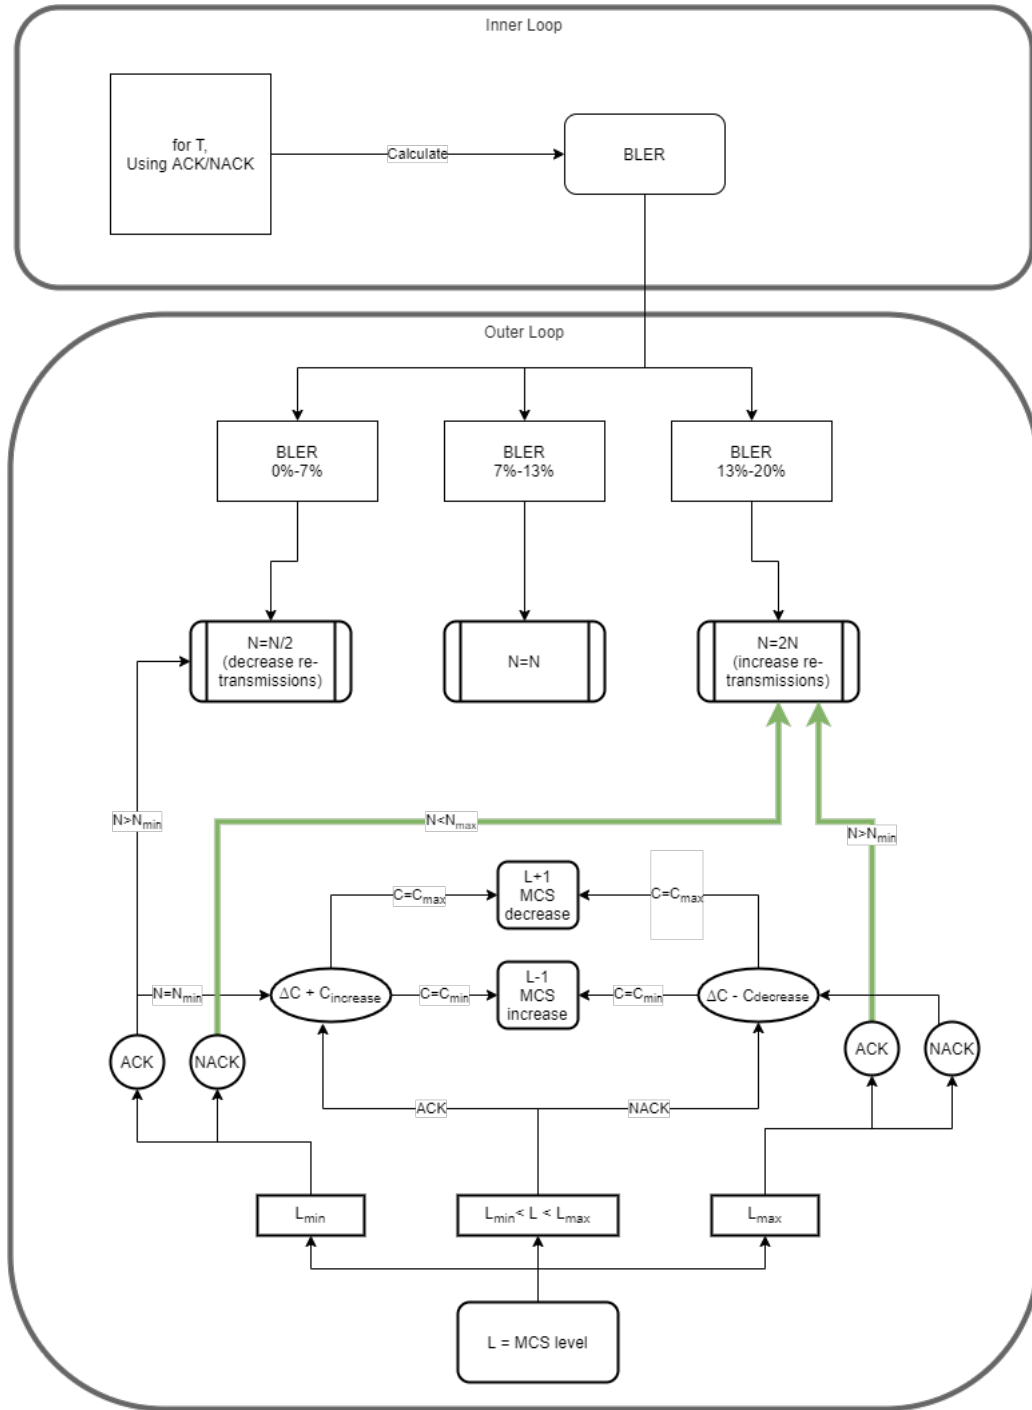 Inner Loop
for T,
Using ACK/NACK
Calculate
BLER
Outer Loop
BLER
0%-7%
BLER
7%-13%
BLER
13%-20%
N=N/2
(decrease re-
transmissions)
N=N
N=2N
(increase re-
transmissions)
N>Nmin
N<Nmax
N>Nmin
C=Cmax
L+1
MCS
decrease
C=Cmax
N=Nmin
ΔC + Cincrease
C=Cmin
L-1
MCS
increase
C=Cmin
ΔC - Cdecrease
ACK
NACK
ACK
NACK
ACK
NACK
Lmin
Lmin< L < Lmax
Lmax
L = MCS level